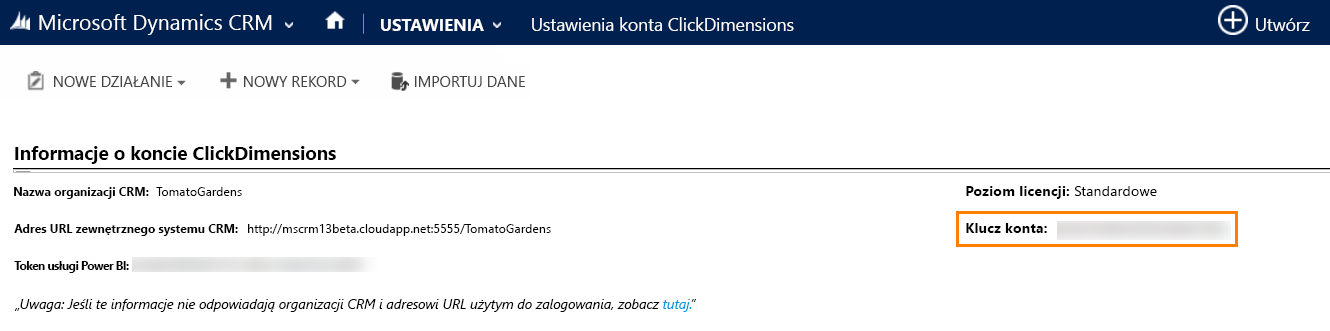 Microsoft Dynamics CRM USTAWIENIA Ustawienia konta ClickDimensions Utwórz
NOWE DZIAŁANIE NOWY REKORD IMPORTUJ DANE
Informacje o koncie ClickDimensions
Nazwa organizacji CRM: TomatoGardens Poziom licencji: Standardowe
Adres URL zewnętrznego systemu CRM: http://mscrm13beta.cloudapp.net:5555/TomatoGardens Klucz konta:
Token usługi Power BI:
„Uwaga: Jeśli te informacje nie odpowiadają organizacji CRM i adresowi URL użytym do zalogowania, zobacz tutaj.”